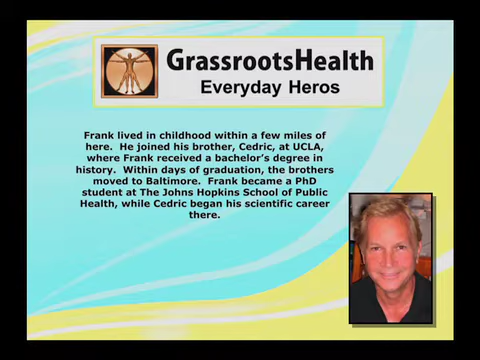 GrassrootsHealth
Everyday Heros
Frank lived in childhood within a few miles of
here.  He joined his brother, Cedric, at UCLA,
where Frank received a bachelor's degree in
history.  Within days of graduation, the brothers
moved to Baltimore.  Frank became a PhD
student at The Johns Hopkins School of Public
Health, while Cedric began his scientific career
there.